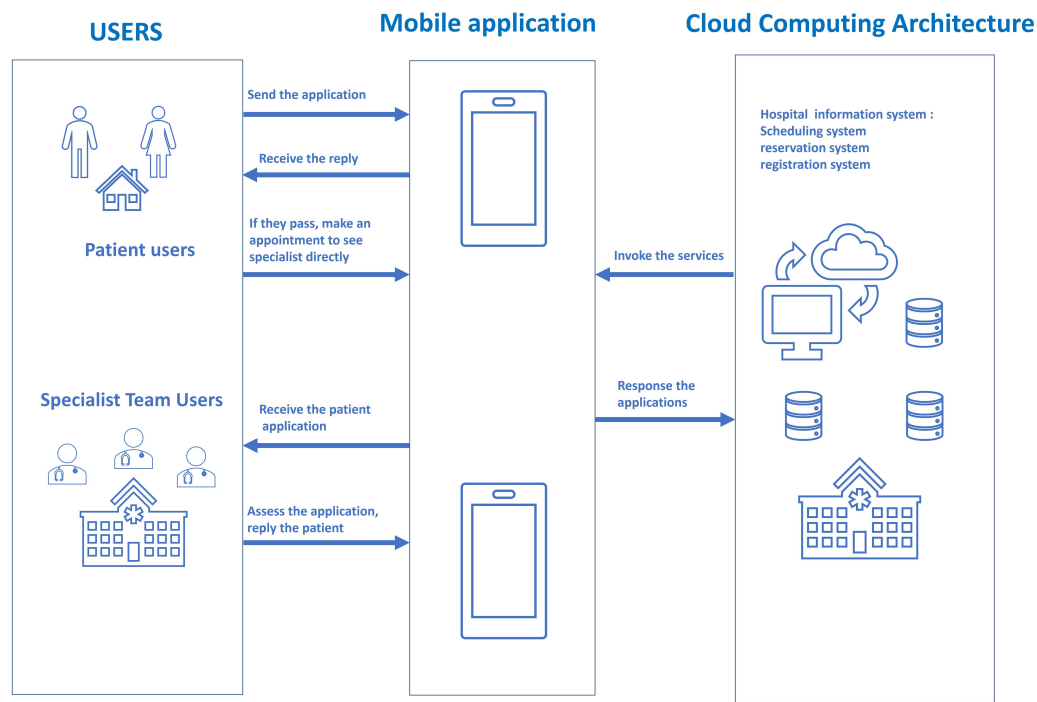 USERS
Mobile application
Cloud Computing Architecture
Send the application
Receive the reply
If they pass, make an
appointment to see
specialist directly
Patient users
Hospital  information system :
Scheduling system
reservation system
registration system
Invoke the services
Specialist Team Users
Receive the patient
application
Response the
applications
Assess the application,
reply the patient